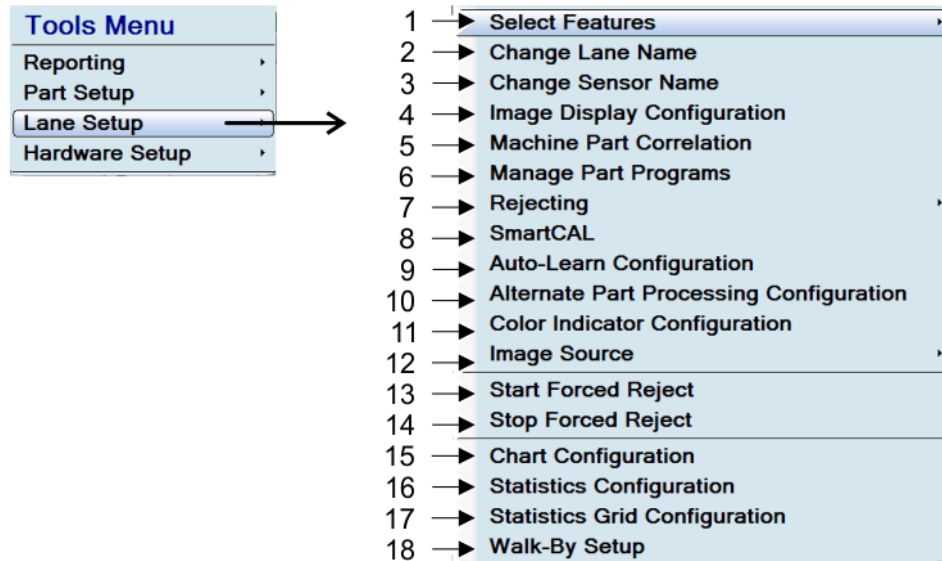 Tools Menu
Reporting
Part Setup
Lane Setup
Hardware Setup
1 Select Features
2 Change Lane Name
3 Change Sensor Name
4 Image Display Configuration
5 Machine Part Correlation
6 Manage Part Programs
7 Rejecting
8 SmartCAL
9 Auto-Learn Configuration
10 Alternate Part Processing Configuration
11 Color Indicator Configuration
12 Image Source
13 Start Forced Reject
14 Stop Forced Reject
15 Chart Configuration
16 Statistics Configuration
17 Statistics Grid Configuration
18 Walk-By Setup